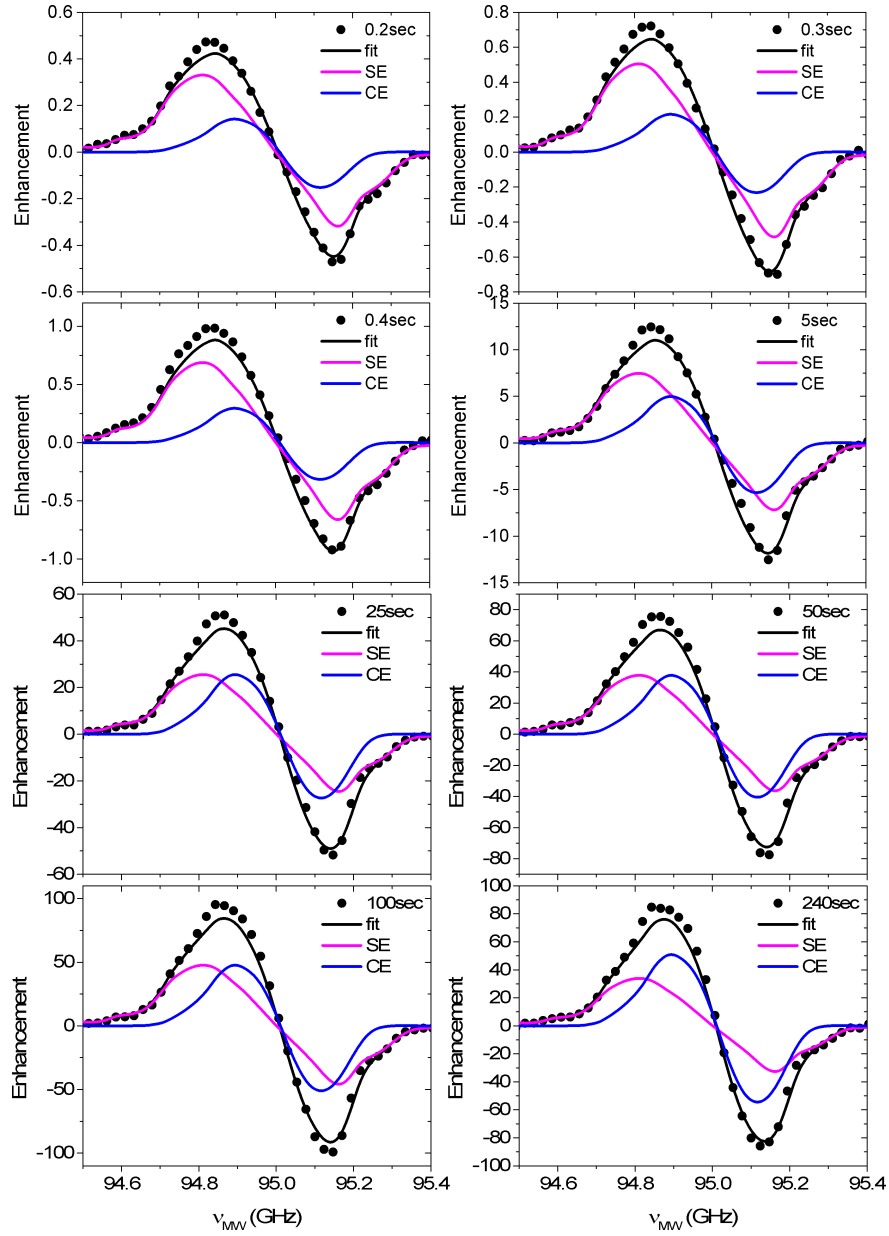 0.2sec
fit
SE
CE
0.6
0.4
0.2
0.0
-0.2
-0.4
-0.6
Enhancement
0.3sec
fit
SE
CE
0.8
0.6
0.4
0.2
0.0
-0.2
-0.4
-0.6
-0.8
Enhancement
0.4sec
fit
SE
CE
1.0
0.5
0.0
-0.5
-1.0
Enhancement
5sec
fit
SE
CE
15
10
5
0
-5
-10
-15
Enhancement
25sec
fit
SE
CE
60
40
20
0
-20
-40
60
Enhancement
50sec
fit
SE
CE
80
60
40
20
0
-20
-40
-60
-80
Enhancement
100sec
fit
SE
CE
100
50
0
-50
-100
Enhancement
94.6 94.8 95.0 95.2 95.4
νMW (GHz)
240sec
fit
SE
CE
100
80
60
40
20
0
-20
-40
-60
-80
-100
Enhancement
94.6 94.8 95.0 95.2 95.4
νMW (GHz)